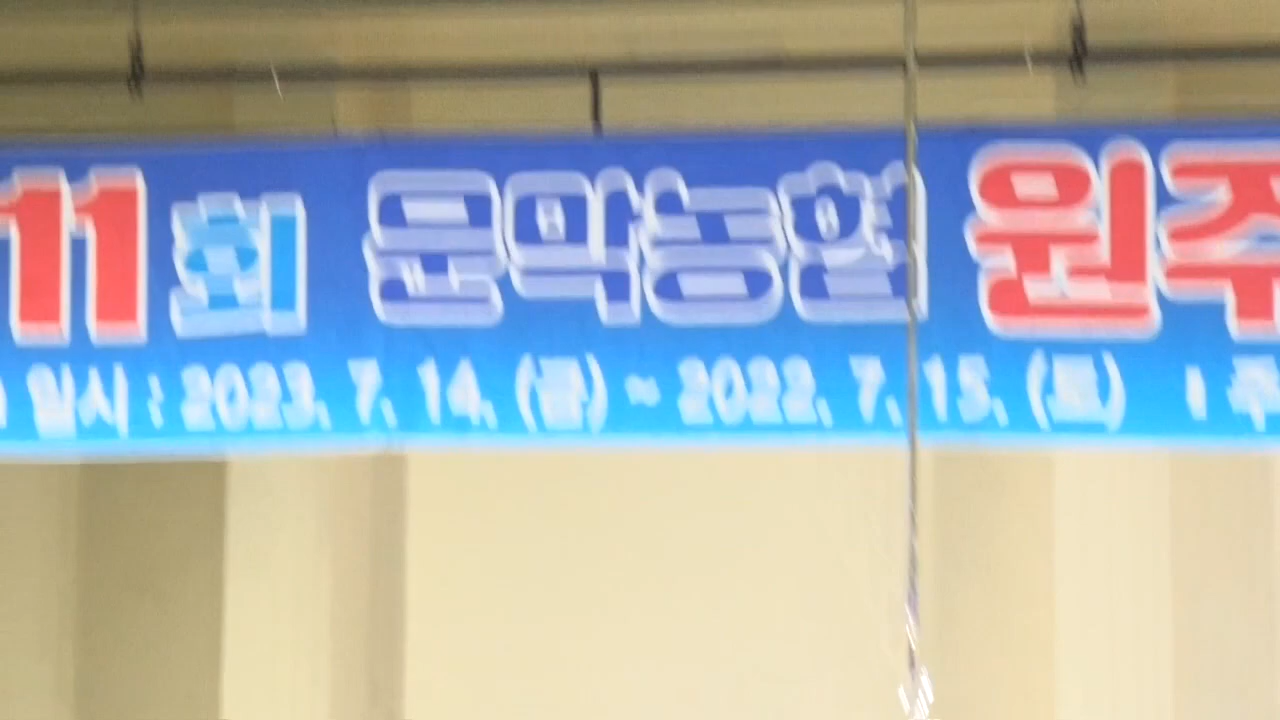 11회 문막농협 원주
일시 : 2023. 7. 14. (금) ~ 2022. 7. 15. (토) | 주